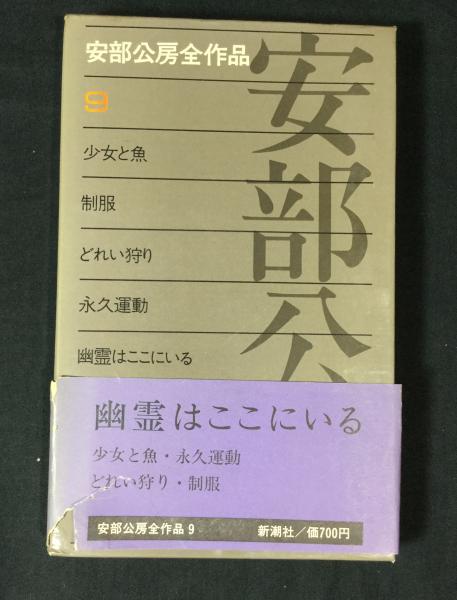 安部公房全作品
9
少女と魚
制服
どれい狩り
永久運動
幽霊はここにいる
安部公
幽霊はここにいる
少女と魚・永久運動
どれい狩り・制服
安部公房全作品 9 新潮社／価700円